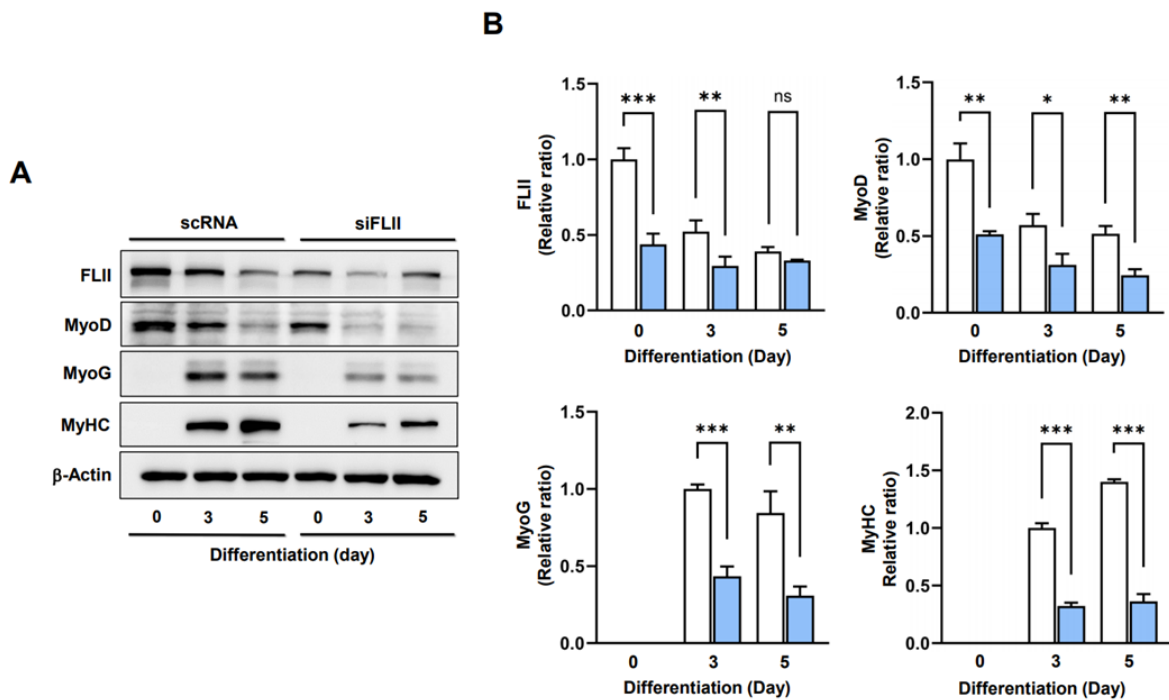 A
scRNA siFLII
FLII
MyoD
MyoG
MyHC
β-Actin
0 3 5 0 3 5
Differentiation (day)
B
FLII
(Relative ratio)
1.5
1.0
0.5
0.0
*** ** ns
0 3 5
Differentiation (Day)
MyoD
(Relative ratio)
1.5
1.0
0.5
0.0
** * **
0 3 5
Differentiation (Day)
MyoG
(Relative ratio)
1.5
1.0
0.5
0.0
*** **
0 3 5
Differentiation (Day)
MyHC
Relative ratio)
2.0
1.5
1.0
0.5
0.0
*** ***
0 3 5
Differentiation (Day)